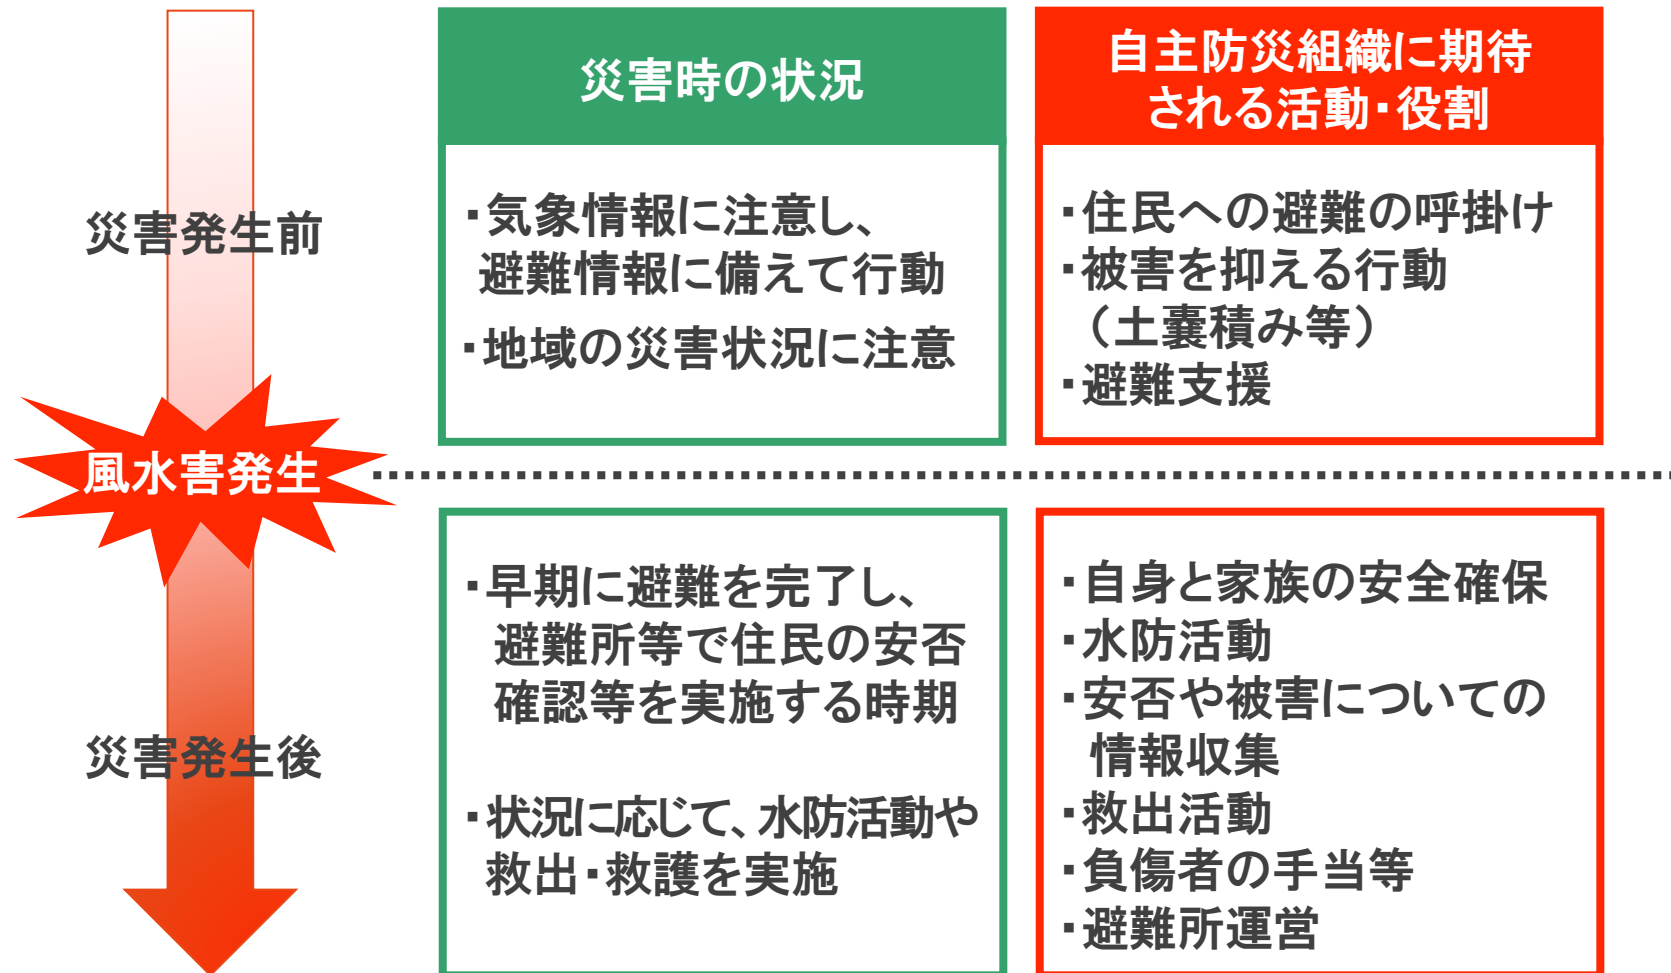 災害時の状況
自主防災組織に期待
される活動・役割
災害発生前
・気象情報に注意し、
避難情報に備えて行動
・地域の災害状況に注意
・住民への避難の呼掛け
・被害を抑える行動
（土嚢積み等）
・避難支援
風水害発生
災害発生後
・早期に避難を完了し、
避難所等で住民の安否
確認等を実施する時期
・状況に応じて、水防活動や
救出・救護を実施
・自身と家族の安全確保
・水防活動
・安否や被害についての
情報収集
・救出活動
・負傷者の手当等
・避難所運営